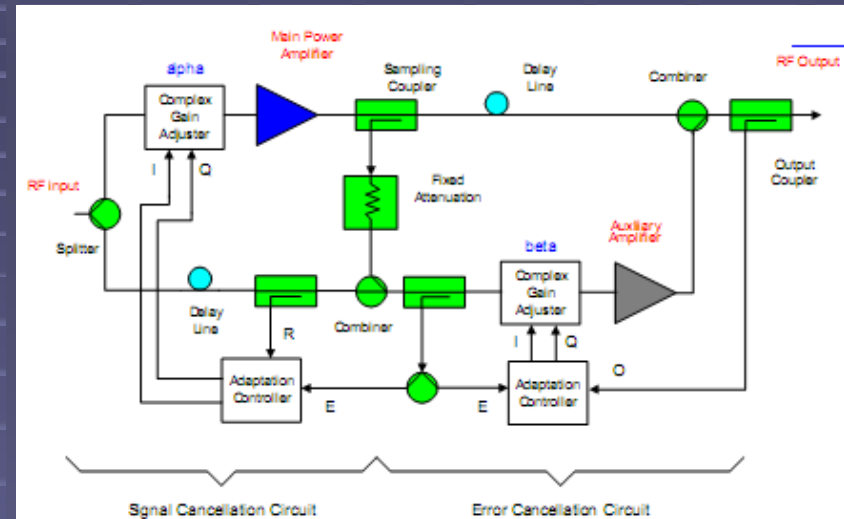 Main Power
Amplifier
alpha
Sampling
Coupler
Delay
Line
Combiner
RF Output
Complex
Gain
Adjuster
I
Q
Output
Coupler
RF input
Fixed
Attenuation
Splitter
Auxiliary
Amplifier
beta
Complex
Gain
Adjuster
Delay
Line
R
Combiner
I
Q
O
Adaptation
Controller
E
E
Adaptation
Controller
Signal Cancellation Circuit
Error Cancellation Circuit